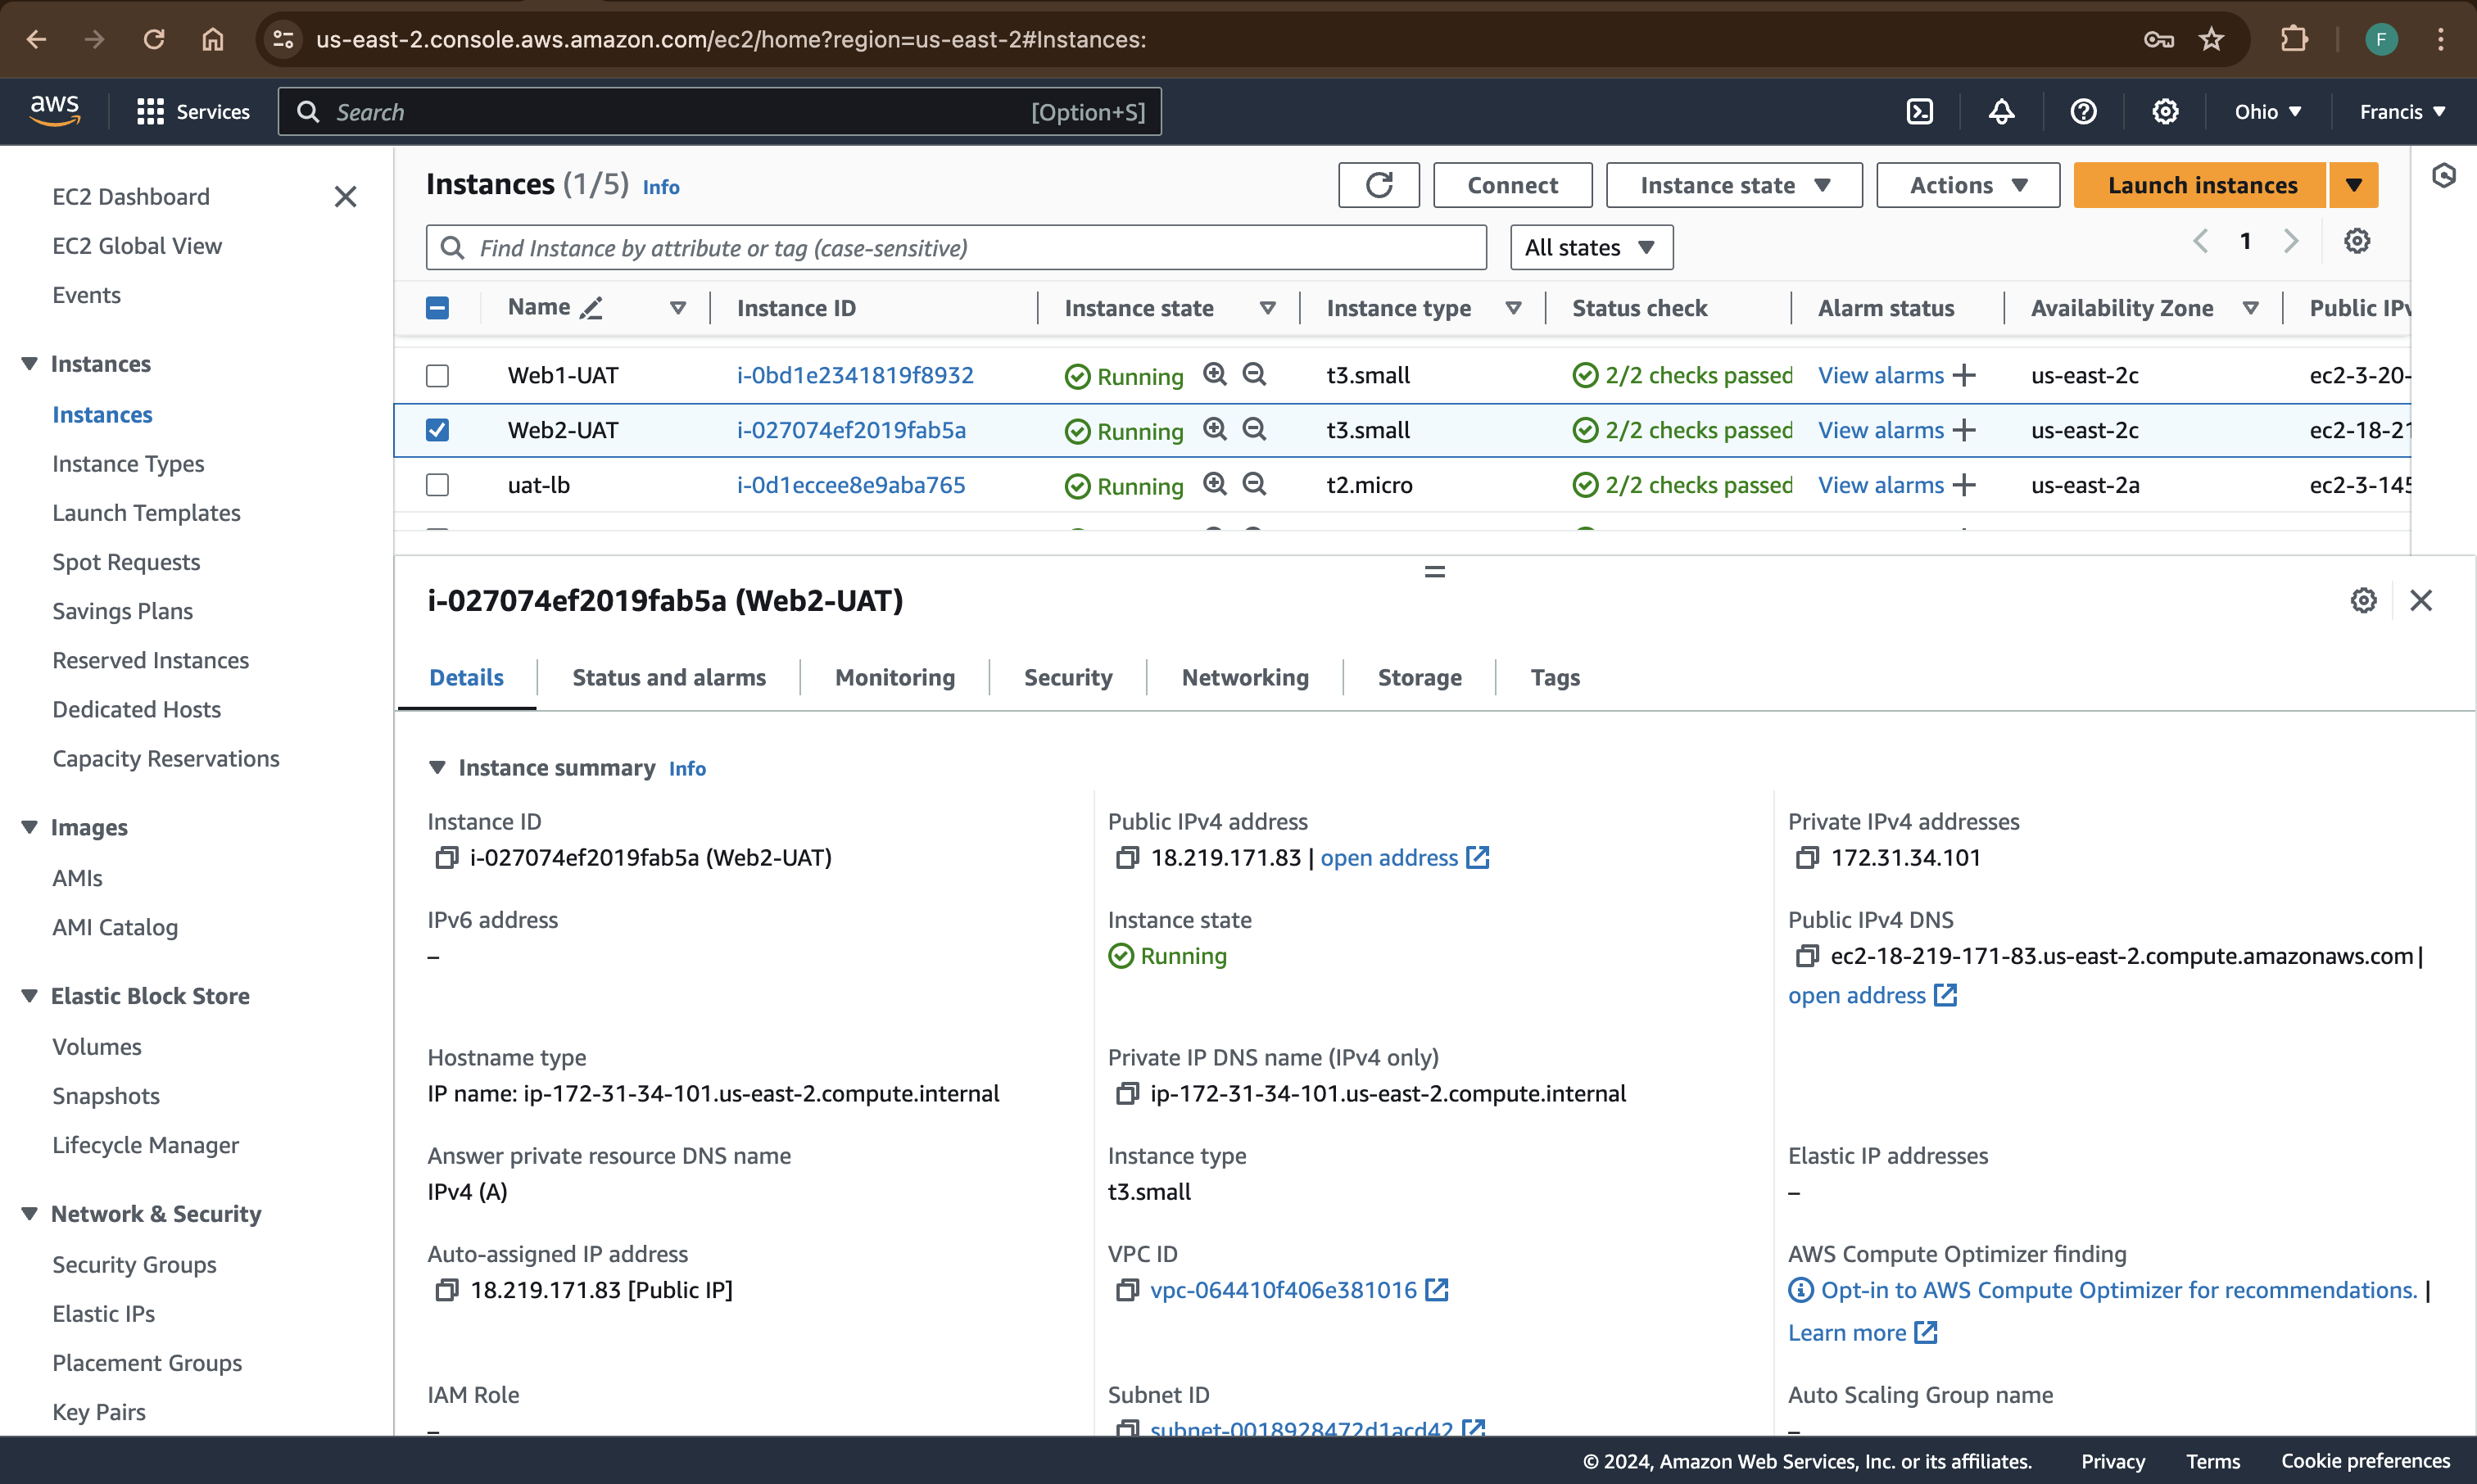 us-east-2.console.aws.amazon.com/ec2/home?region=us-east-2#Instances:
F
aws
Services
Search
[Option+S]
Ohio
Francis
EC2 Dashboard
EC2 Global View
Events
Instances
Instances
Instance Types
Launch Templates
Spot Requests
Savings Plans
Reserved Instances
Dedicated Hosts
Capacity Reservations
Images
AMIs
AMI Catalog
Elastic Block Store
Volumes
Snapshots
Lifecycle Manager
Network & Security
Security Groups
Elastic IPs
Placement Groups
Key Pairs
Instances (1/5) Info
Connect
Instance state
Actions
Launch instances
Find Instance by attribute or tag (case-sensitive)
All states
1
Name Instance ID Instance state Instance type Status check Alarm status Availability Zone Public IPv
Web1-UAT i-0bd1e2341819f8932 Running t3.small 2/2 checks passed View alarms us-east-2c ec2-3-20-
Web2-UAT i-027074ef2019fab5a Running t3.small 2/2 checks passed View alarms us-east-2c ec2-18-21
uat-lb i-0d1eccee8e9aba765 Running t2.micro 2/2 checks passed View alarms us-east-2a ec2-3-145
i-027074ef2019fab5a (Web2-UAT)
Details Status and alarms Monitoring Security Networking Storage Tags
Instance summary Info
Instance ID
i-027074ef2019fab5a (Web2-UAT)
Public IPv4 address
18.219.171.83 | open address
Private IPv4 addresses
172.31.34.101
IPv6 address
–
Instance state
Running
Public IPv4 DNS
ec2-18-219-171-83.us-east-2.compute.amazonaws.com |
open address
Hostname type
IP name: ip-172-31-34-101.us-east-2.compute.internal
Private IP DNS name (IPv4 only)
ip-172-31-34-101.us-east-2.compute.internal
Answer private resource DNS name
IPv4 (A)
Instance type
t3.small
Elastic IP addresses
–
Auto-assigned IP address
18.219.171.83 [Public IP]
VPC ID
vpc-064410f406e381016
AWS Compute Optimizer finding
Opt-in to AWS Compute Optimizer for recommendations. |
Learn more
IAM Role
–
Subnet ID
subnet-0018928472d1acd42
Auto Scaling Group name
–
© 2024, Amazon Web Services, Inc. or its affiliates.
Privacy
Terms
Cookie preferences